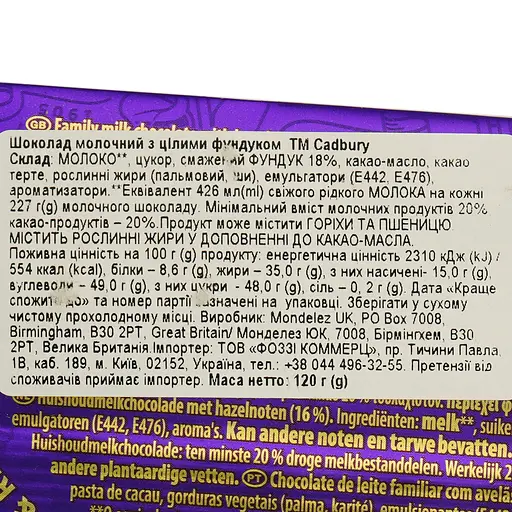 GB Family milk chocolate
Шоколад молочний з цілими фундуком TM Cadbury
Склад: МОЛОКО**, цукор, смажений ФУНДУК 18%, какао-масло, какао
терте, рослинні жири (пальмовий, ши), емульгатори (E442, E476),
ароматизатори.**Еквівалент 426 мл(ml) свіжого рідкого МОЛОКА на кожні
227 г(g) молочного шоколаду. Мінімальний вміст молочних продуктів 20%
какао-продуктів – 20%.Продукт може містити ГОРІХИ ТА ПШЕНИЦЮ
МІСТИТЬ РОСЛИННІ ЖИРИ У ДОПОВНЕННІ ДО КАКАО-МАСЛА.
Поживна цінність на 100 г(g) продукту: енергетична цінність 2310 кДж (kJ) /
554 ккал (kcal), білки – 8,6 г (g), жири – 35,0 г (g), з них насичені- 15,0 г (g),
вуглеводи – 49,0 г (g), з них цукри - 48,0 г (g), сіль – 0, 2 г (g). Дата «Краще
спожити до» та номер партії зазначені на упаковці. Зберігати у сухому
чистому прохолодному місці. Виробник: Mondelez UK, PO Box 7008,
Birmingham, B30 2PT, Great Britain/ Монделез ЮК, 7008, Бірмінгхем, B30
2PT, Велика Британія.Імпортер: ТОВ «ФОЗЗІ КОММЕРЦ», пр. Тичини Павла,
1В, каб. 189, м. Київ, 02152, Україна, тел.: +38 044 496-32-55. Претензії від
споживачів приймає імпортер. Маса нетто: 120 г (g)
Huishoudmelkchocolade met hazelnoten (16 %). Ingrediënten: melk**, suike
emulgatoren (E442, E476), aroma's. Kan andere noten en tarwe bevatten.
Huishoudmelkchocolade: ten minste 20 % droge melkbestanddelen. Werkelijk 2
andere plantaardige vetten. PT Chocolate de leite familiar com avelã
pasta de cacau, gorduras vegetais (palma, karité), emulsionantes (E44